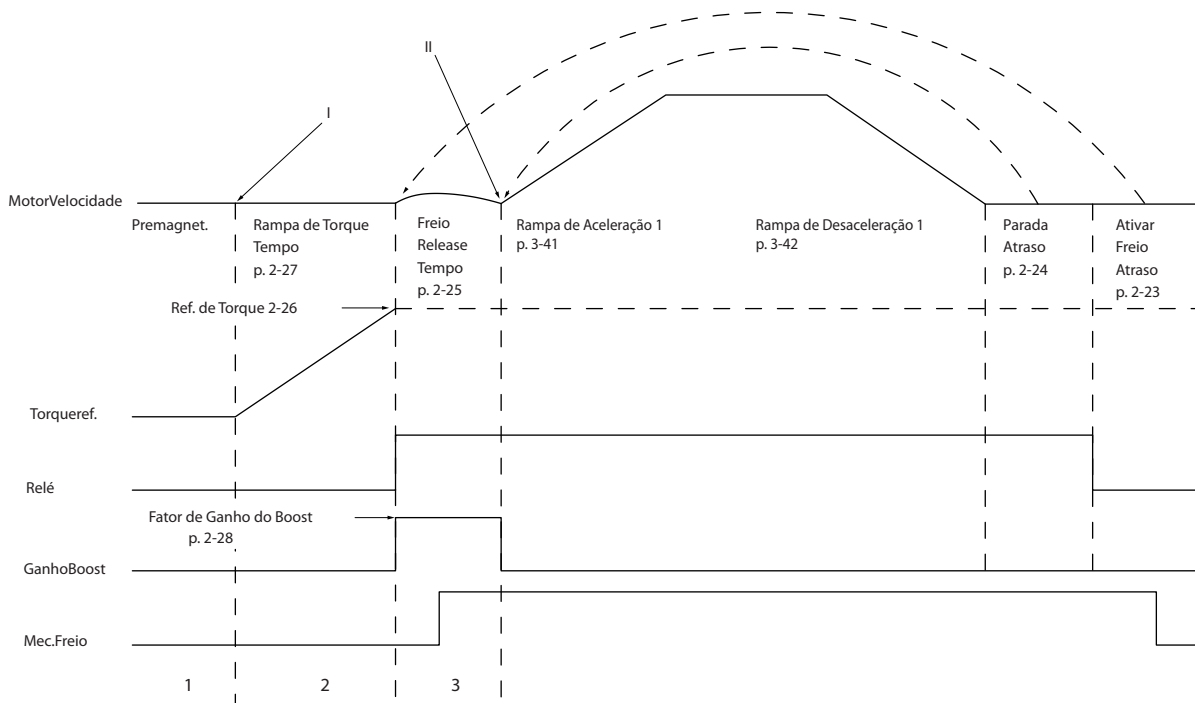 I
II
MotorVelocidade
Premagnet.
Rampa de Torque
Tempo
p. 2-27
Freio
Release
Tempo
p. 2-25
Rampa de Aceleração 1
p. 3-41
Rampa de Desaceleração 1
p. 3-42
Parada
Atraso
p. 2-24
Ativar
Freio
Atraso
p. 2-23
Ref. de Torque 2-26
Torqueref.
Relé
Fator de Ganho do Boost
p. 2-28
GanhoBoost
Mec.Freio
1
2
3